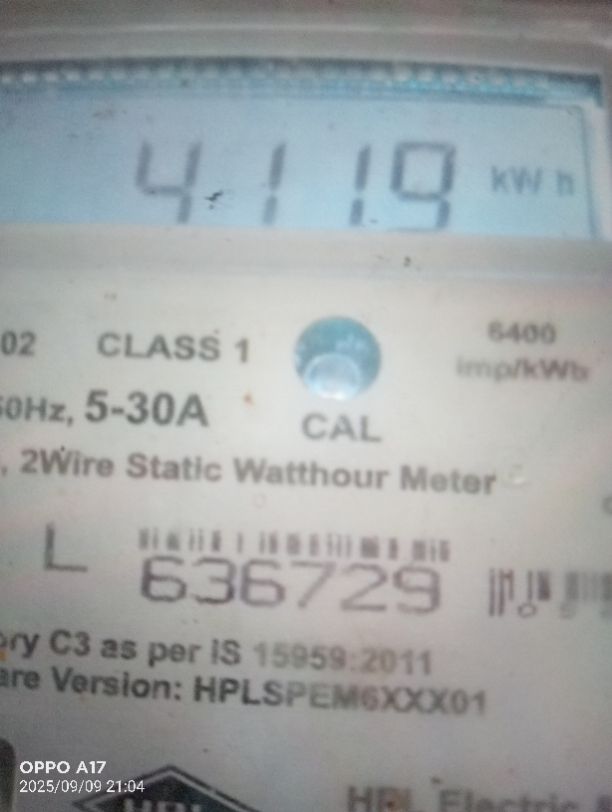 4119 kWh
02 CLASS 1
6400
imp/kWh
50Hz, 5-30A
CAL
, 2Wire Static Watthour Meter
L
636729
ory C3 as per IS 15959:2011
are Version: HPLSPEM6XXX01
OPPO A17
2025/09/09 21:04
HPL
HPL Electric